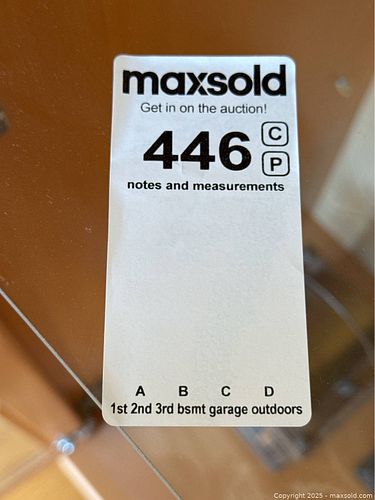 maxsold
Get in on the auction!
446 C
P
notes and measurements
A B C D
1st 2nd 3rd bsmt garage outdoors
Copyright 2025 - maxsold.com